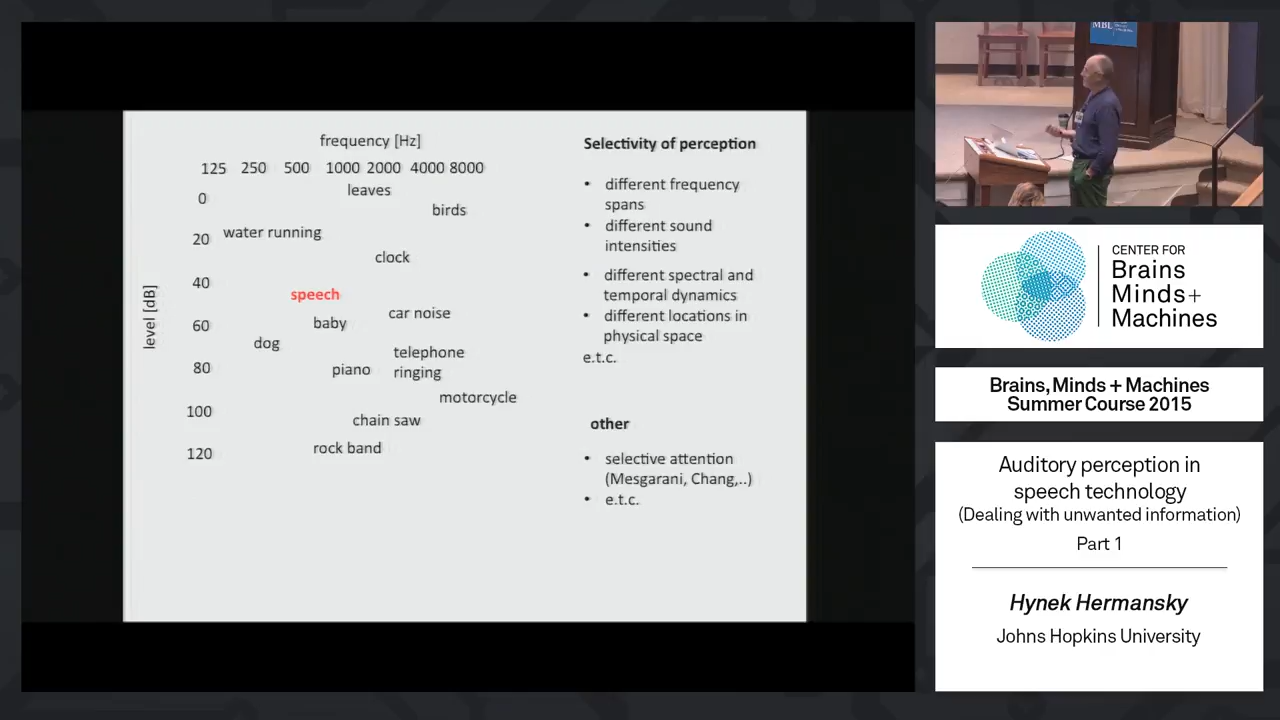 frequency [Hz]
125 250 500 1000 2000 4000 8000
leaves
0
birds
water running
20
clock
40
speech
car noise
baby
60
dog
telephone
ringing
piano
80
motorcycle
100
chain saw
rock band
120
level [dB]
Selectivity of perception
• different frequency
spans
• different sound
intensities
• different spectral and
temporal dynamics
• different locations in
physical space
e.t.c.
other
• selective attention
(Mesgarani, Chang,..)
• e.t.c.
MBL
CENTER FOR
Brains
Minds+
Machines
Brains, Minds + Machines
Summer Course 2015
Auditory perception in
speech technology
(Dealing with unwanted information)
Part 1
Hynek Hermansky
Johns Hopkins University